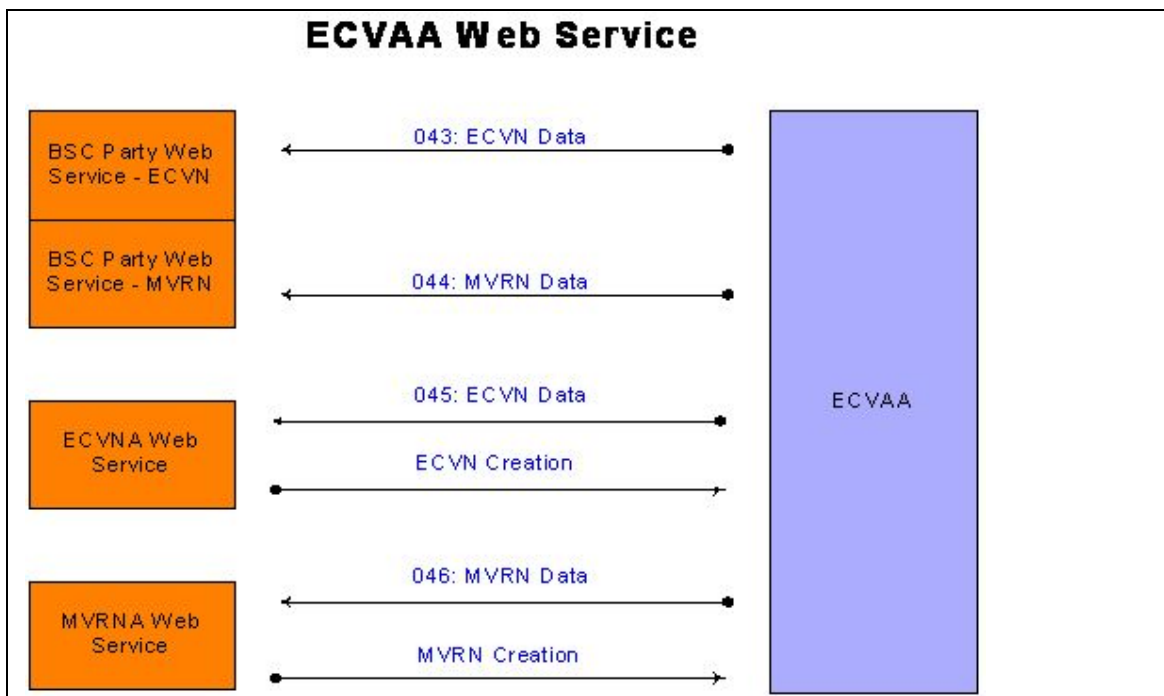 ECVAA Web Service
BSC Party Web
Service - ECVN
043: ECVN Data
BSC Party Web
Service - MVRN
044: MVRN Data
045: ECVN Data
ECVAA
ECVNA Web
Service
ECVN Creation
046: MVRN Data
MVRNA Web
Service
MVRN Creation